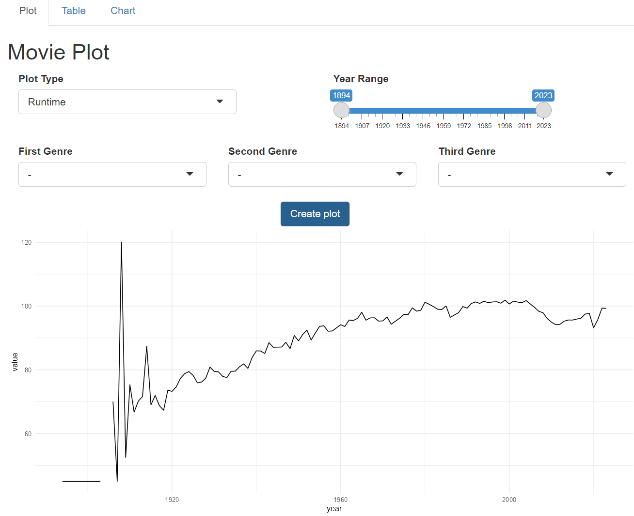 Plot Table Chart
Movie Plot
Plot Type Year Range
Runtime
1894 2023
1894 1907 1920 1933 1946 1959 1972 1985 1998 2011 2023
First Genre Second Genre Third Genre
- - -
Create plot
120
100
80
60
value
1920 1960 2000
year